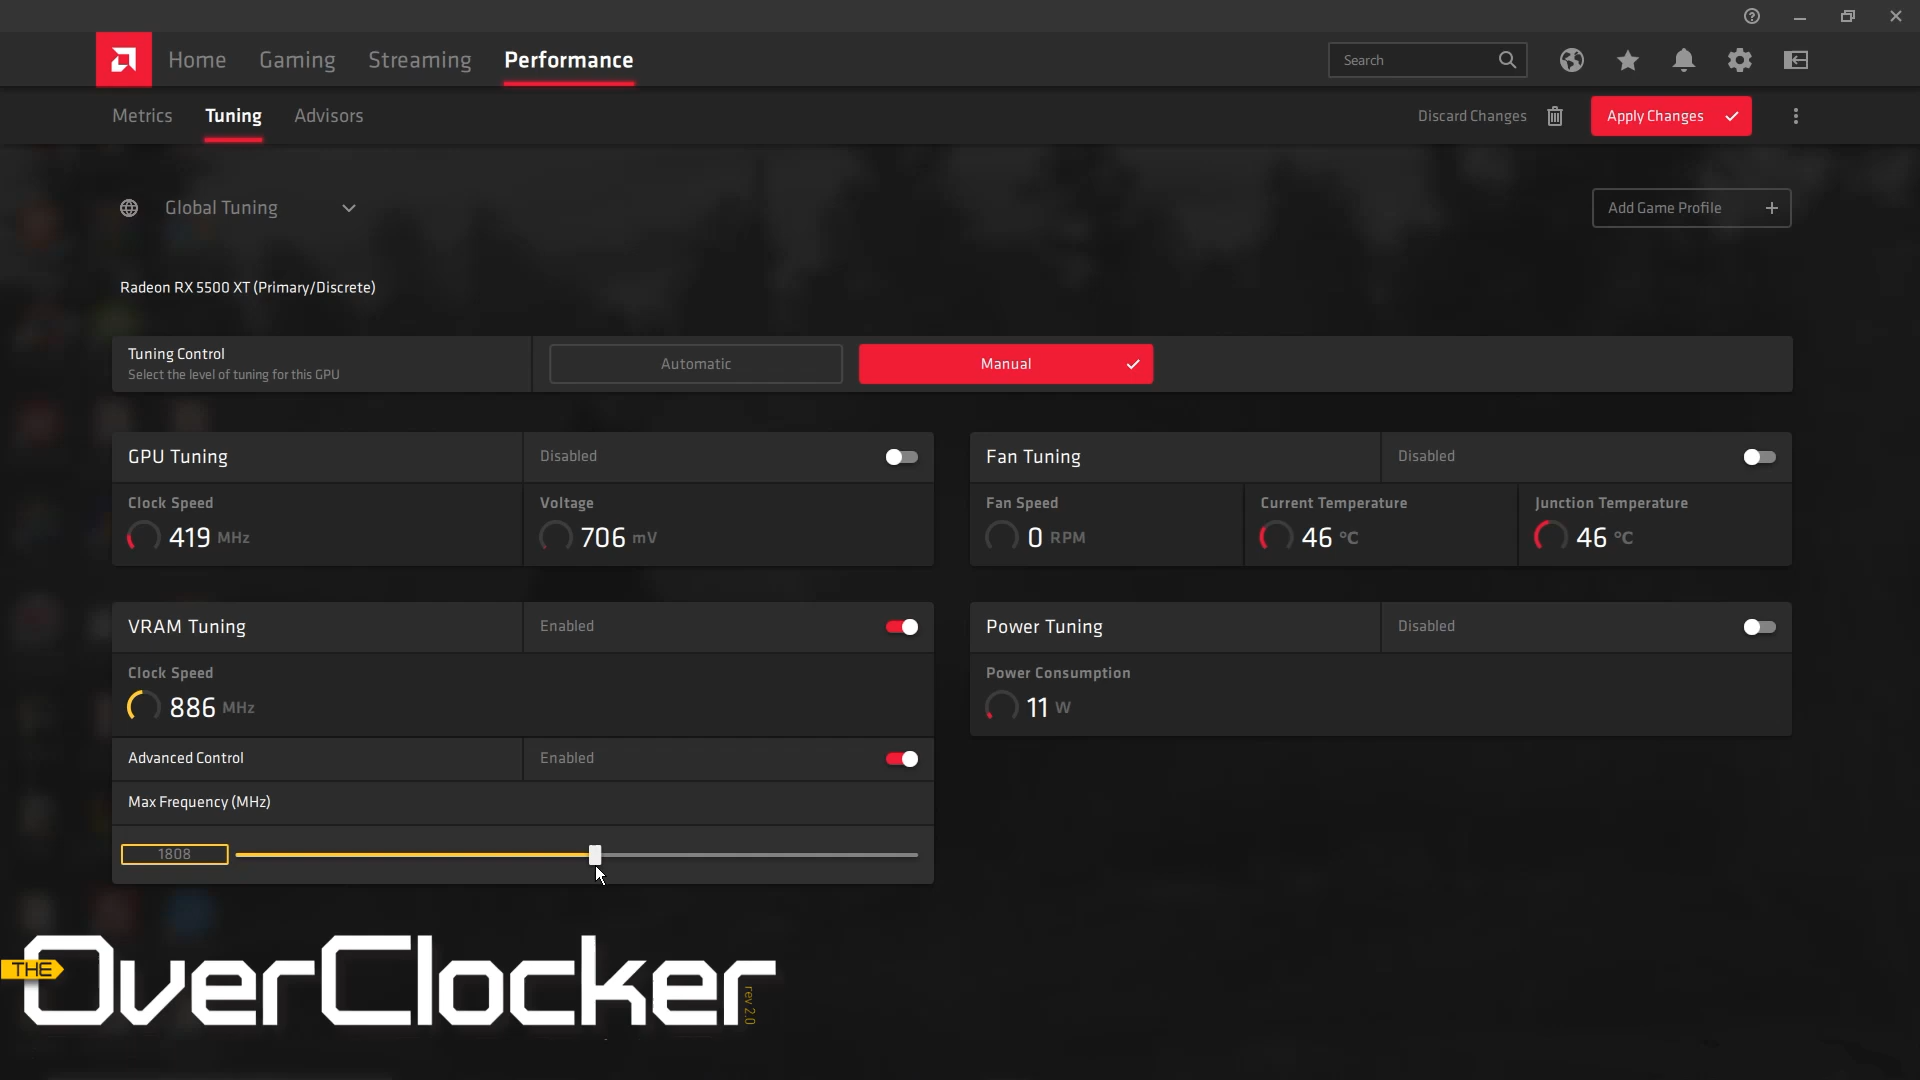 Home Gaming Streaming Performance
Search
Metrics Tuning Advisors
Discard Changes
Apply Changes
Global Tuning
Add Game Profile
Radeon RX 5500 XT (Primary/Discrete)
Tuning Control
Select the level of tuning for this GPU
Automatic
Manual
GPU Tuning
Disabled
Clock Speed
419 MHz
Voltage
706 mV
Fan Tuning
Disabled
Fan Speed
0 RPM
Current Temperature
46 °C
Junction Temperature
46 °C
VRAM Tuning
Enabled
Clock Speed
886 MHz
Advanced Control
Enabled
Max Frequency (MHz)
1808
Power Tuning
Disabled
Power Consumption
11 W
THE OverClocker rev 2.0